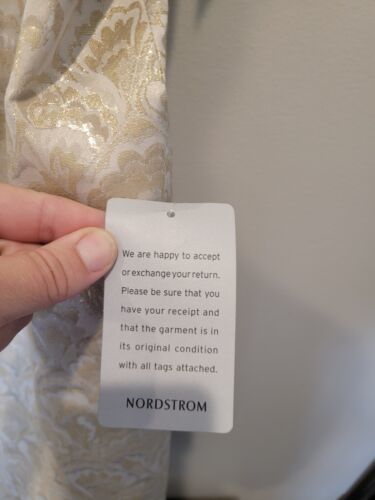 We are happy to accept
or exchange your return.
Please be sure that you
have your receipt and
that the garment is in
its original condition
with all tags attached.
NORDSTROM